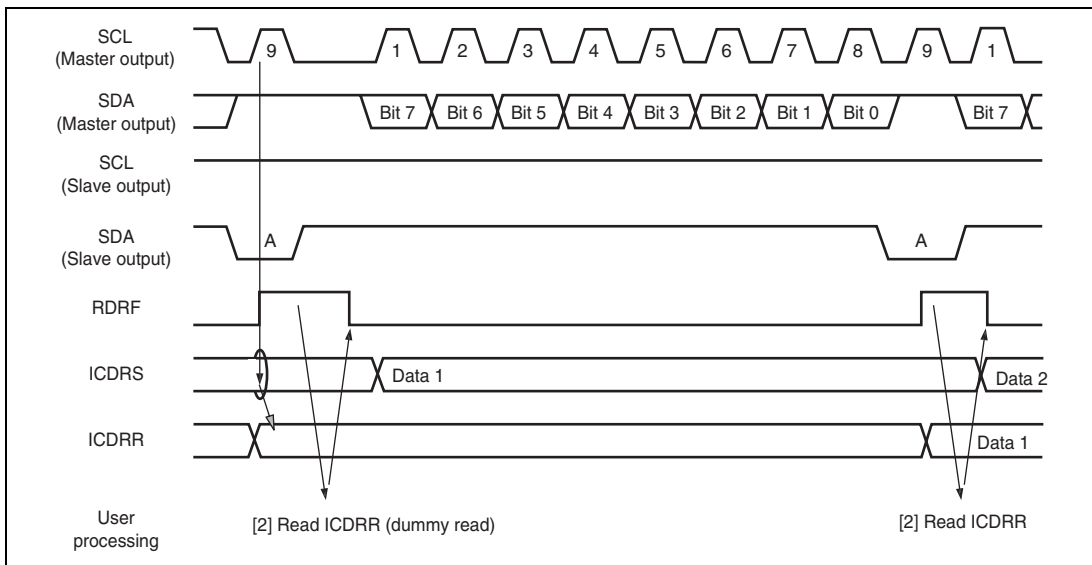 SCL
(Master output)
9
1
2
3
4
5
6
7
8
9
1
SDA
(Master output)
Bit 7
Bit 6
Bit 5
Bit 4
Bit 3
Bit 2
Bit 1
Bit 0
Bit 7
SCL
(Slave output)
SDA
(Slave output)
A
A
RDRF
ICDRS
Data 1
Data 2
ICDRR
Data 1
User
processing
[2] Read ICDRR (dummy read)
[2] Read ICDRR